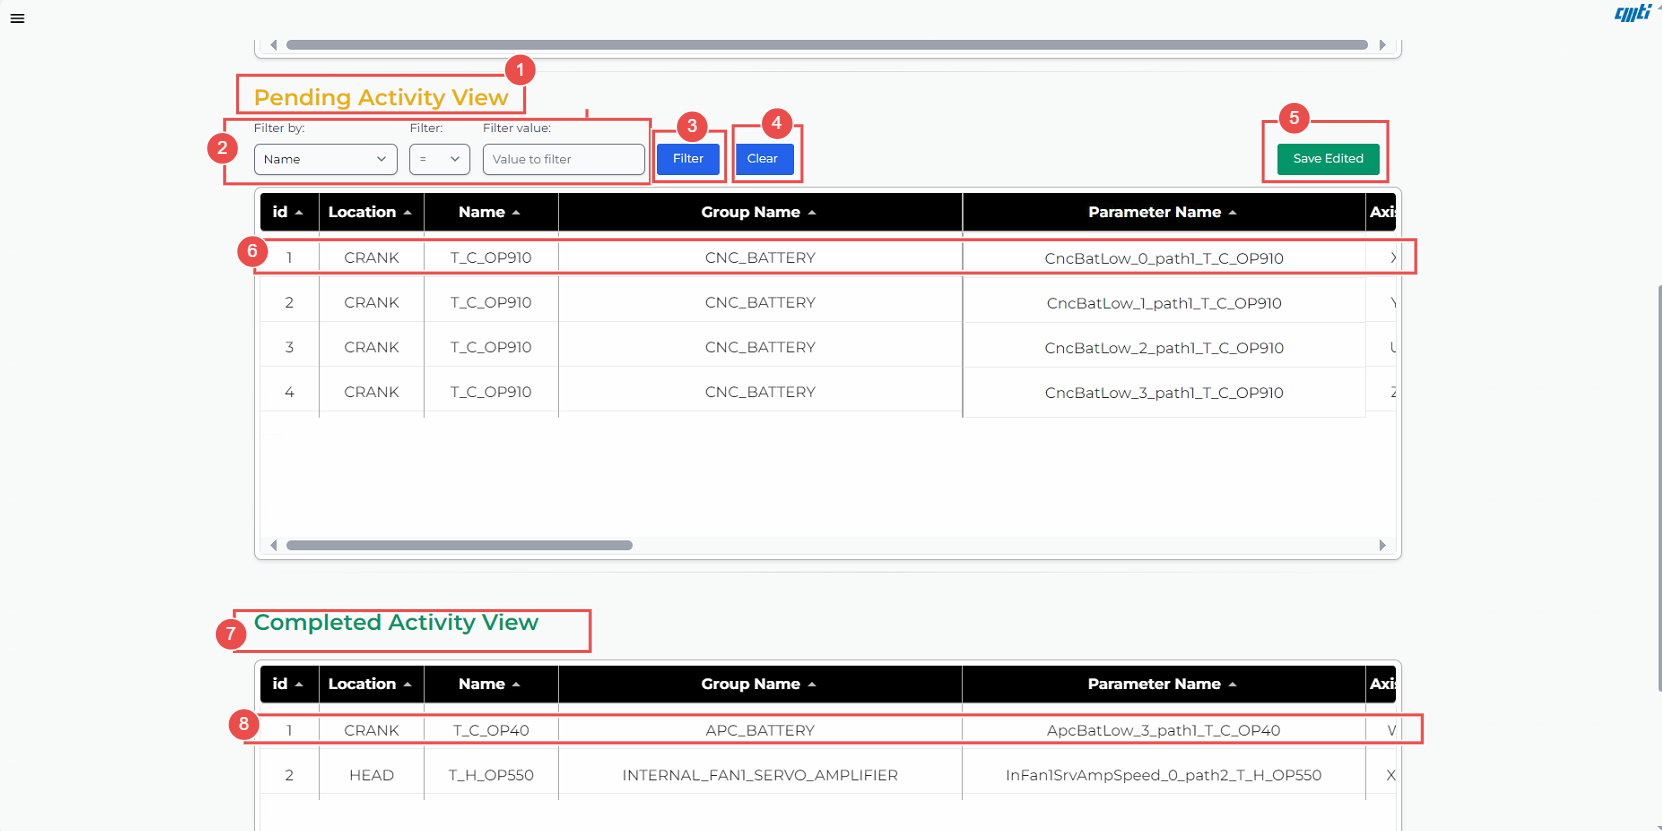 cmti
1
Pending Activity View
Filter by: Filter: Filter value:
2 Name = Value to filter 3 Filter 4 Clear 5 Save Edited
id Location Name Group Name Parameter Name Axis
6 1 CRANK T_C_OP910 CNC_BATTERY CncBatLow_0_path1_T_C_OP910 X
2 CRANK T_C_OP910 CNC_BATTERY CncBatLow_1_path1_T_C_OP910 Y
3 CRANK T_C_OP910 CNC_BATTERY CncBatLow_2_path1_T_C_OP910 U
4 CRANK T_C_OP910 CNC_BATTERY CncBatLow_3_path1_T_C_OP910 Z
7 Completed Activity View
id Location Name Group Name Parameter Name Axis
8 1 CRANK T_C_OP40 APC_BATTERY ApcBatLow_3_path1_T_C_OP40
2 HEAD T_H_OP550 INTERNAL_FAN1_SERVO_AMPLIFIER InFan1SrvAmpSpeed_0_path2_T_H_OP550 X